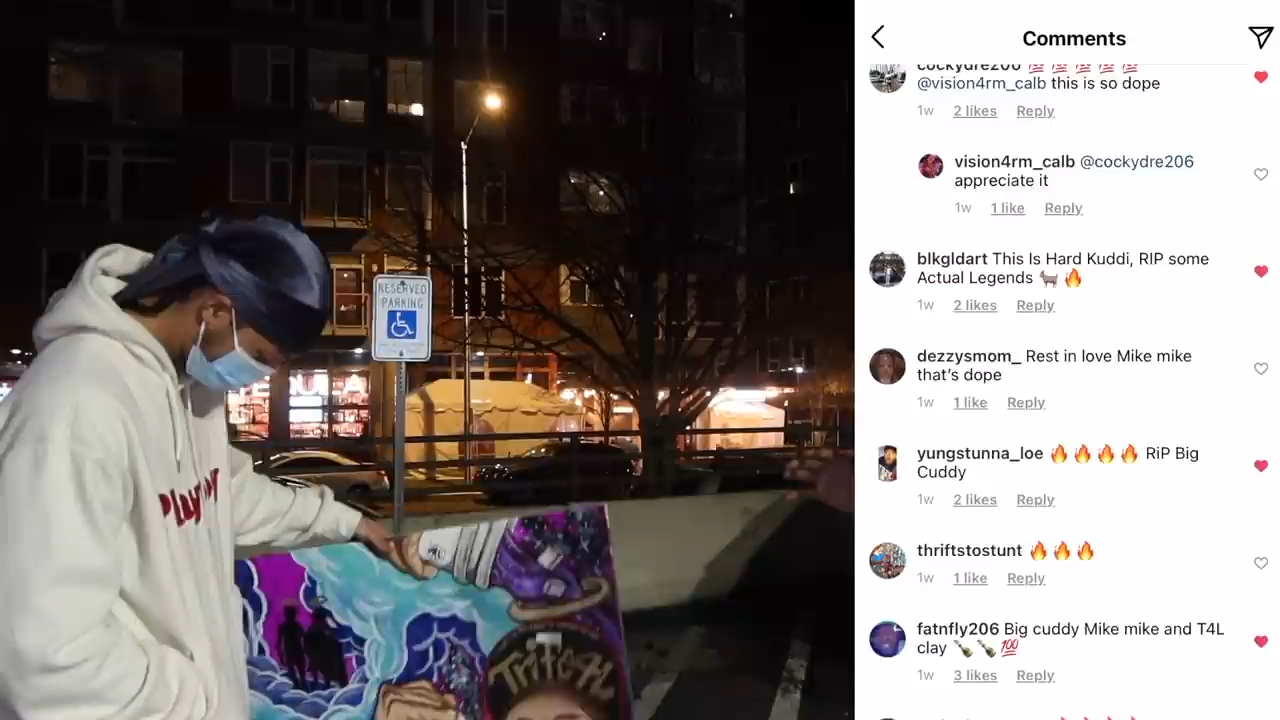 RESERVED
PARKING
Trife4L
Comments
cockydre206 💯 💯 💯 💯 💯
@vision4rm_calb this is so dope
1w 2 likes Reply
vision4rm_calb @cockydre206
appreciate it
1w 1 like Reply
blkgldart This Is Hard Kuddi, RIP some
Actual Legends 🐐 🔥
1w 2 likes Reply
dezzysmom_ Rest in love Mike mike
that’s dope
1w 1 like Reply
yungstunna_loe 🔥 🔥 🔥 🔥 RiP Big
Cuddy
1w 2 likes Reply
thriftstostunt 🔥 🔥 🔥
1w 1 like Reply
fatnfly206 Big cuddy Mike mike and T4L
clay 🍾 🍾 💯
1w 3 likes Reply